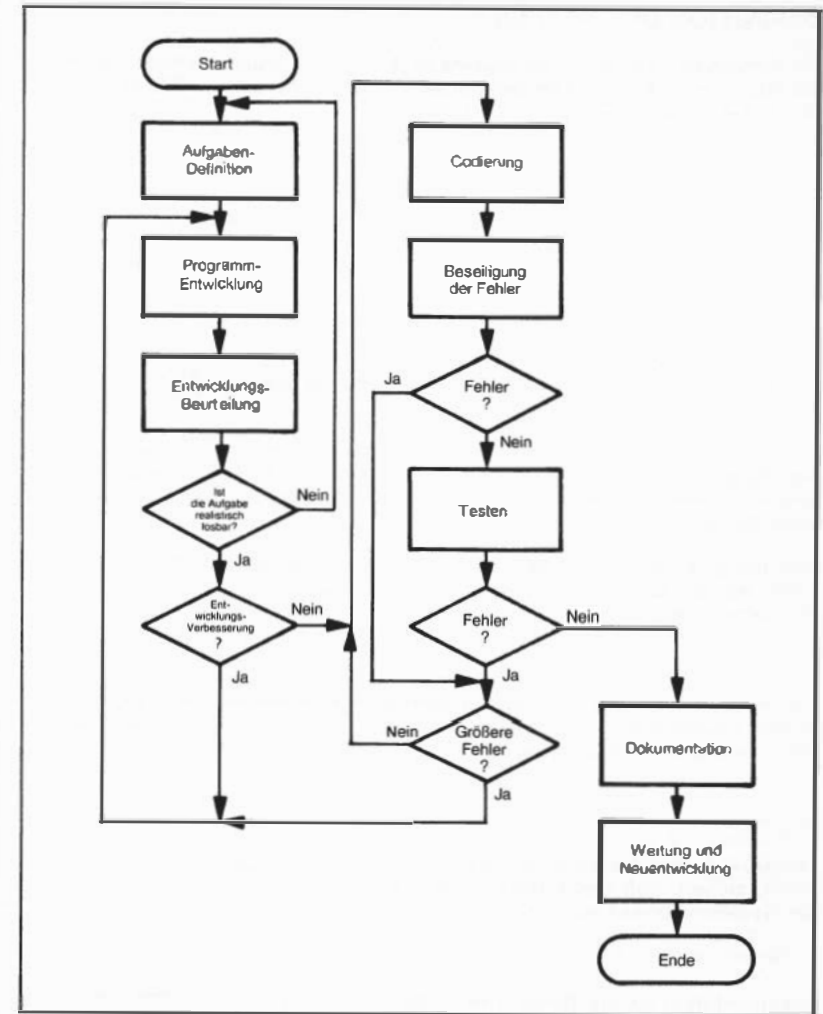 Start
Aufgaben-
Definition
Programm-
Entwicklung
Entwicklungs-
Beurteilung
Ist
die Aufgabe
realistisch
losbar?
Nein
Ja
Ent-
wicklungs-
Verbesserung
?
Nein
Ja
Codierung
Beseitigung
der Fehler
Fehler
?
Ja
Nein
Testen
Fehler
?
Nein
Ja
Größere
Fehler
?
Nein
Ja
Dokumentation
Wertung und
Neuentwicklung
Ende